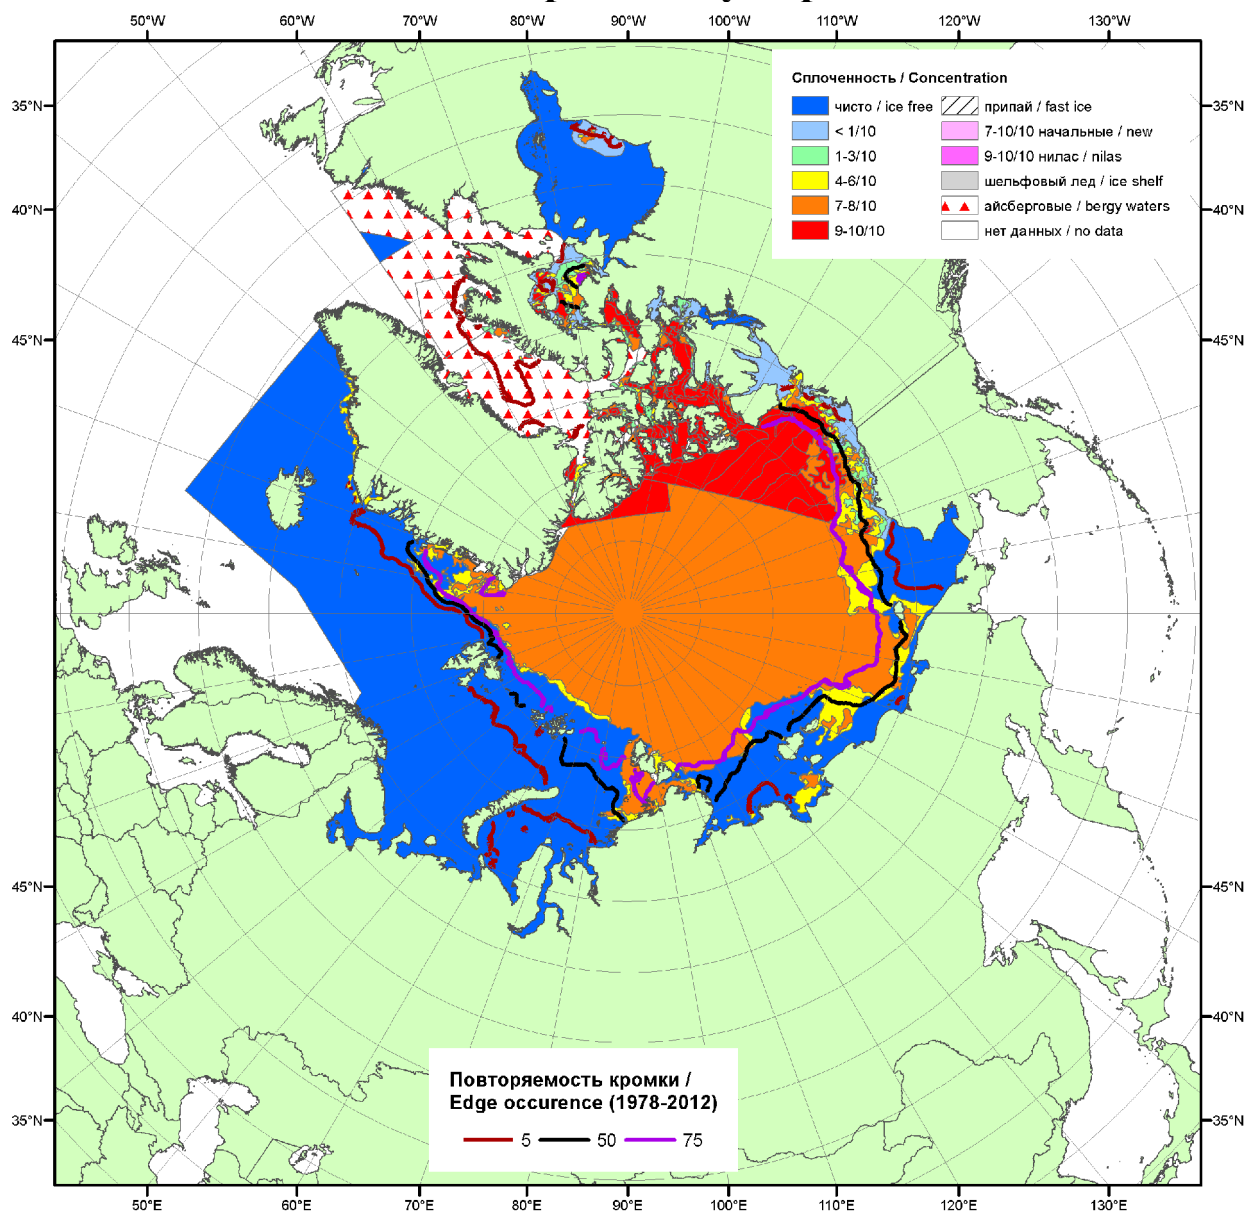 50°W 60°W 70°W 80°W 90°W 100°W 110°W 120°W 130°W
35°N 35°N
40°N 40°N
45°N 45°N
Сплоченность / Concentration
чисто / ice free припай / fast ice
< 1/10 7-10/10 начальные / new
1-3/10 9-10/10 нилас / nilas
4-6/10 шельфовый лед / ice shelf
7-8/10 айсберговые / bergy waters
9-10/10 нет данных / no data
45°N 45°N
40°N 40°N
35°N 35°N
Повторяемость кромки /
Edge occurence (1978-2012)
5 50 75
50°E 60°E 70°E 80°E 90°E 100°E 110°E 120°E 130°E